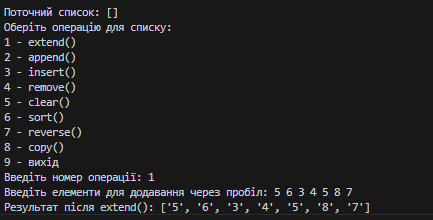 Поточний список: []
Оберіть операцію для списку:
1 - extend()
2 - append()
3 - insert()
4 - remove()
5 - clear()
6 - sort()
7 - reverse()
8 - copy()
9 - вихід
Введіть номер операції: 1
Введіть елементи для додавання через пробіл: 5 6 3 4 5 8 7
Результат після extend(): ['5', '6', '3', '4', '5', '8', '7']